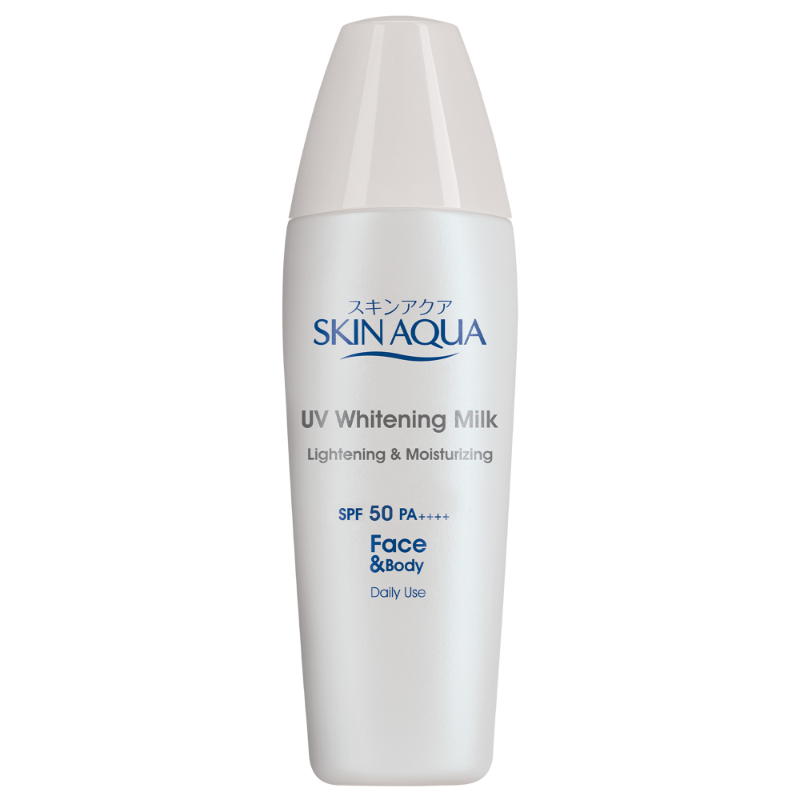 スキンアクア
SKIN AQUA
UV Whitening Milk
Lightening & Moisturizing
SPF 50 PA++++
Face
&Body
Daily Use